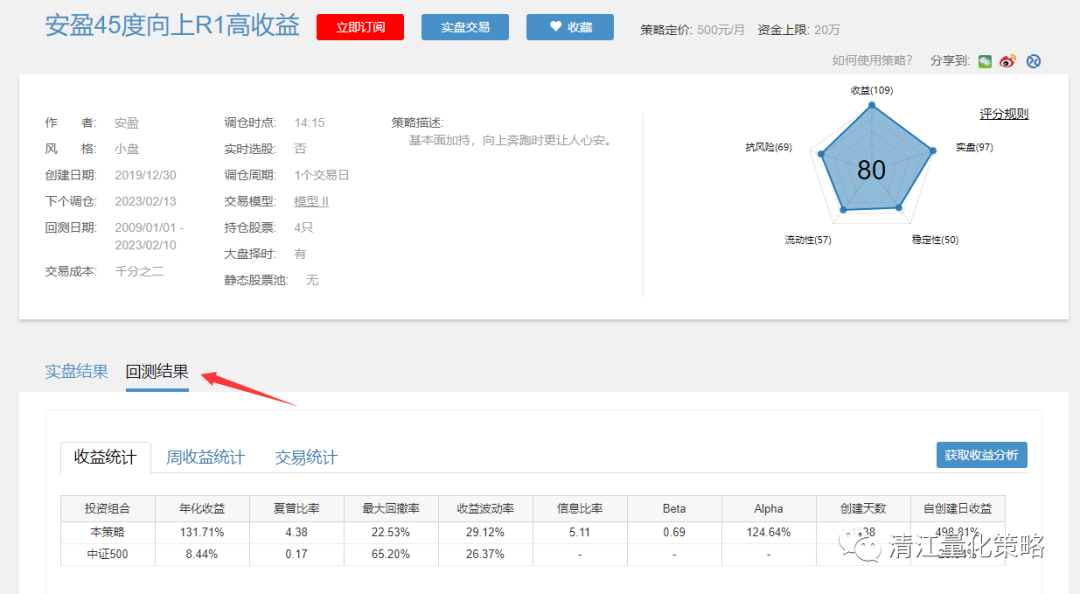 安盈45度向上R1高收益 立即订阅 实盘交易 收藏 策略定价: 500元/月 资金上限: 20万
如何使用策略? 分享到:
作 者: 安盈
风 格: 小盘
创建日期: 2019/12/30
下个调仓: 2023/02/13
回测日期: 2009/01/01 -
2023/02/10
交易成本: 千分之二
调仓时点: 14:15
实时选股: 否
调仓周期: 1个交易日
交易模型: 模型 II
持仓股票: 4只
大盘择时: 有
静态股票池: 无
策略描述:
基本面加持，向上奔跑时更让人心安。
收益(109)
评分规则
抗风险(69)
实盘(97)
80
流动性(57)
稳定性(50)
实盘结果 回测结果
收益统计 周收益统计 交易统计 获取收益分析
投资组合 年化收益 夏普比率 最大回撤率 收益波动率 信息比率 Beta Alpha 创建天数 自创建日收益
本策略 131.71% 4.38 22.53% 29.12% 5.11 0.69 124.64% 498.81%
中证500 8.44% 0.17 65.20% 26.37% - - -
清江量化策略